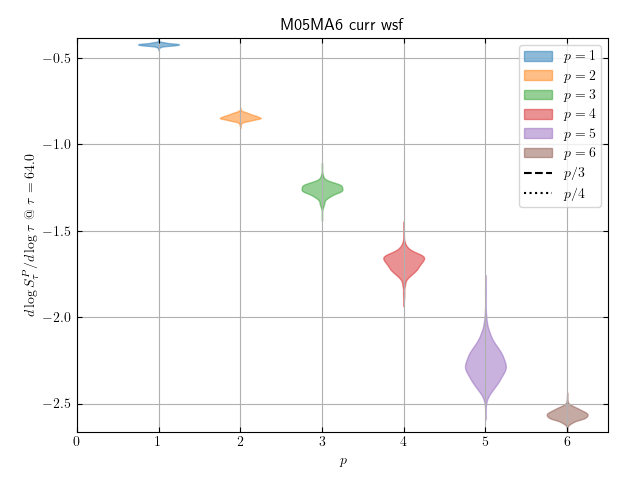 M05MA6 curr wsf
d log S_τ^P / d log τ @ τ = 64.0
−0.5
−1.0
−1.5
−2.0
−2.5
0 1 2 3 4 5 6
p
p = 1
p = 2
p = 3
p = 4
p = 5
p = 6
p/3
p/4